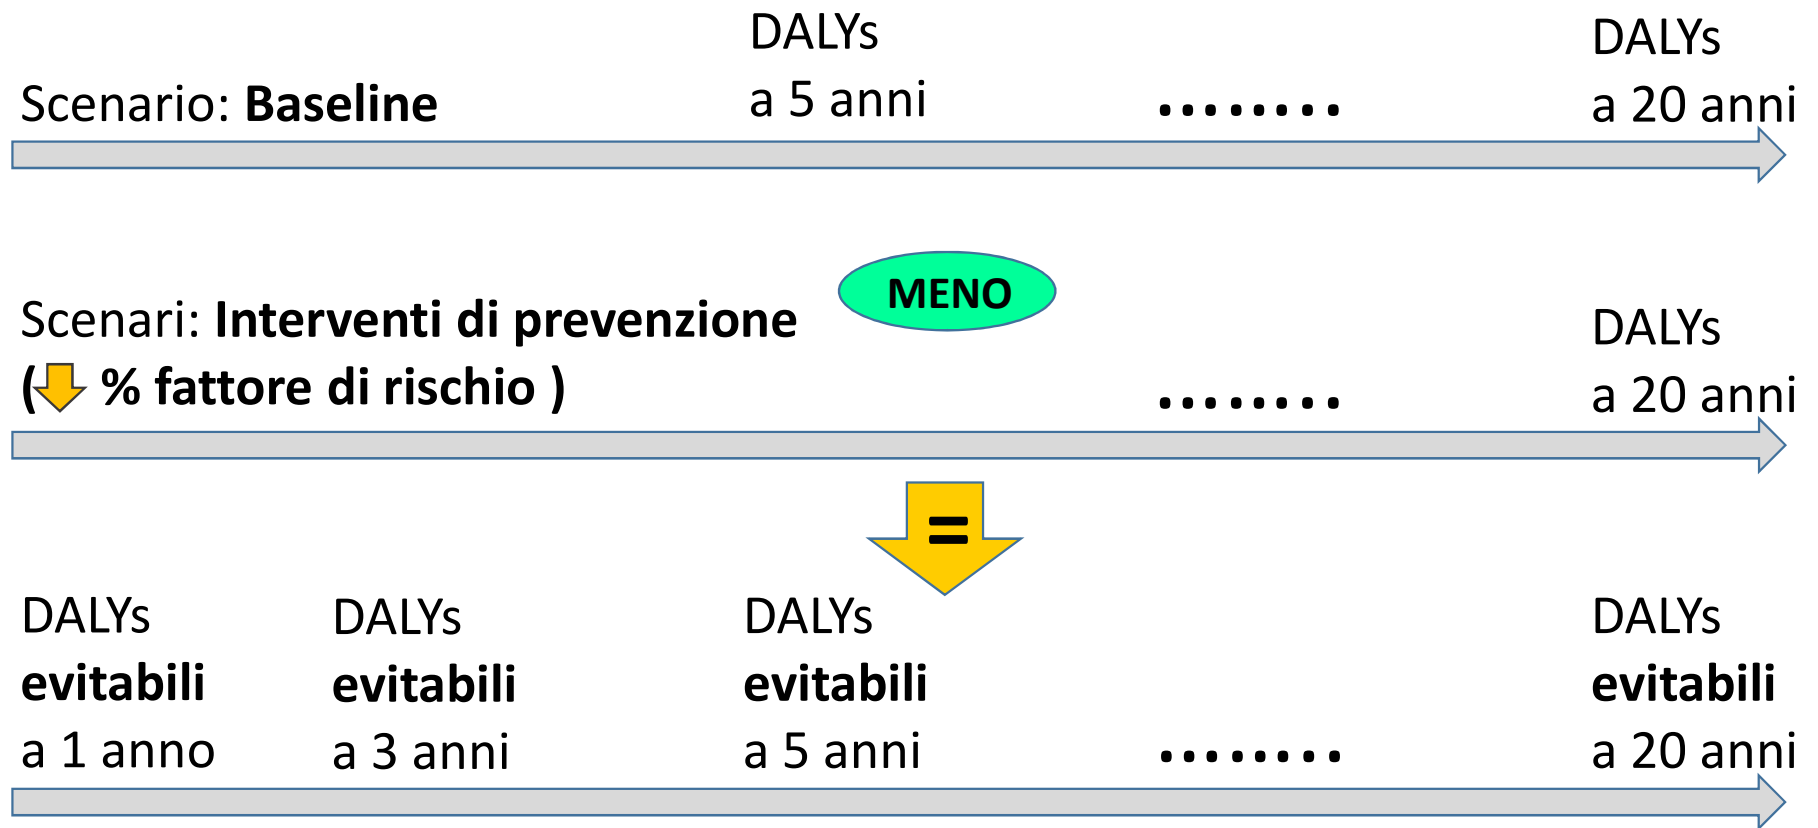 DALYs
a 5 anni
DALYs
a 20 anni
Scenario: Baseline
........
MENO
Scenari: Interventi di prevenzione
( % fattore di rischio )
........
DALYs
a 20 anni
=
DALYs
evitabili
a 1 anno
DALYs
evitabili
a 3 anni
DALYs
evitabili
a 5 anni
........
DALYs
evitabili
a 20 anni